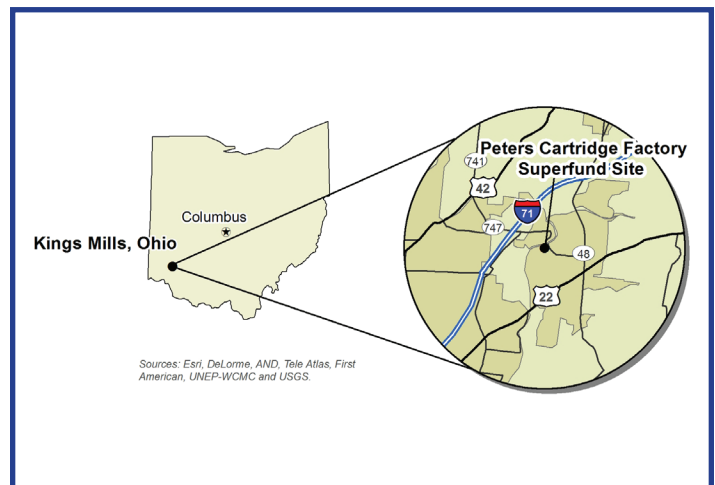 Peters Cartridge Factory
Superfund Site
741
42
71
Columbus
747
Kings Mills, Ohio
48
22
Sources: Esri, DeLorme, AND, Tele Atlas, First
American, UNEP-WCMC and USGS.